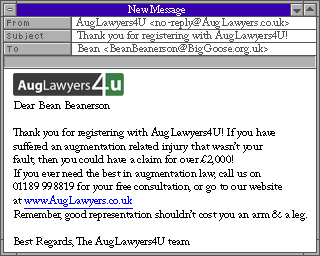 New Message
From AugLawyers4U <no-reply@AugLawyers.co.uk>
Subject Thank you for registering with AugLawyers4U!
To Bean <BeanBeanerson@BigGoose.org.uk>
AugLawyers4u
Dear Bean Beanerson
Thank you for registering with AugLawyers4U! If you have
suffered an augmentation related injury that wasn't your
fault, then you could have a claim for over £2,000!
If you ever need the best in augmentation law, call us on
01189 998819 for your free consultation, or go to our website
at www.AugLawyers.co.uk
Remember, good representation shouldn't cost you an arm & a leg.
Best Regards, The AugLawyers4U team